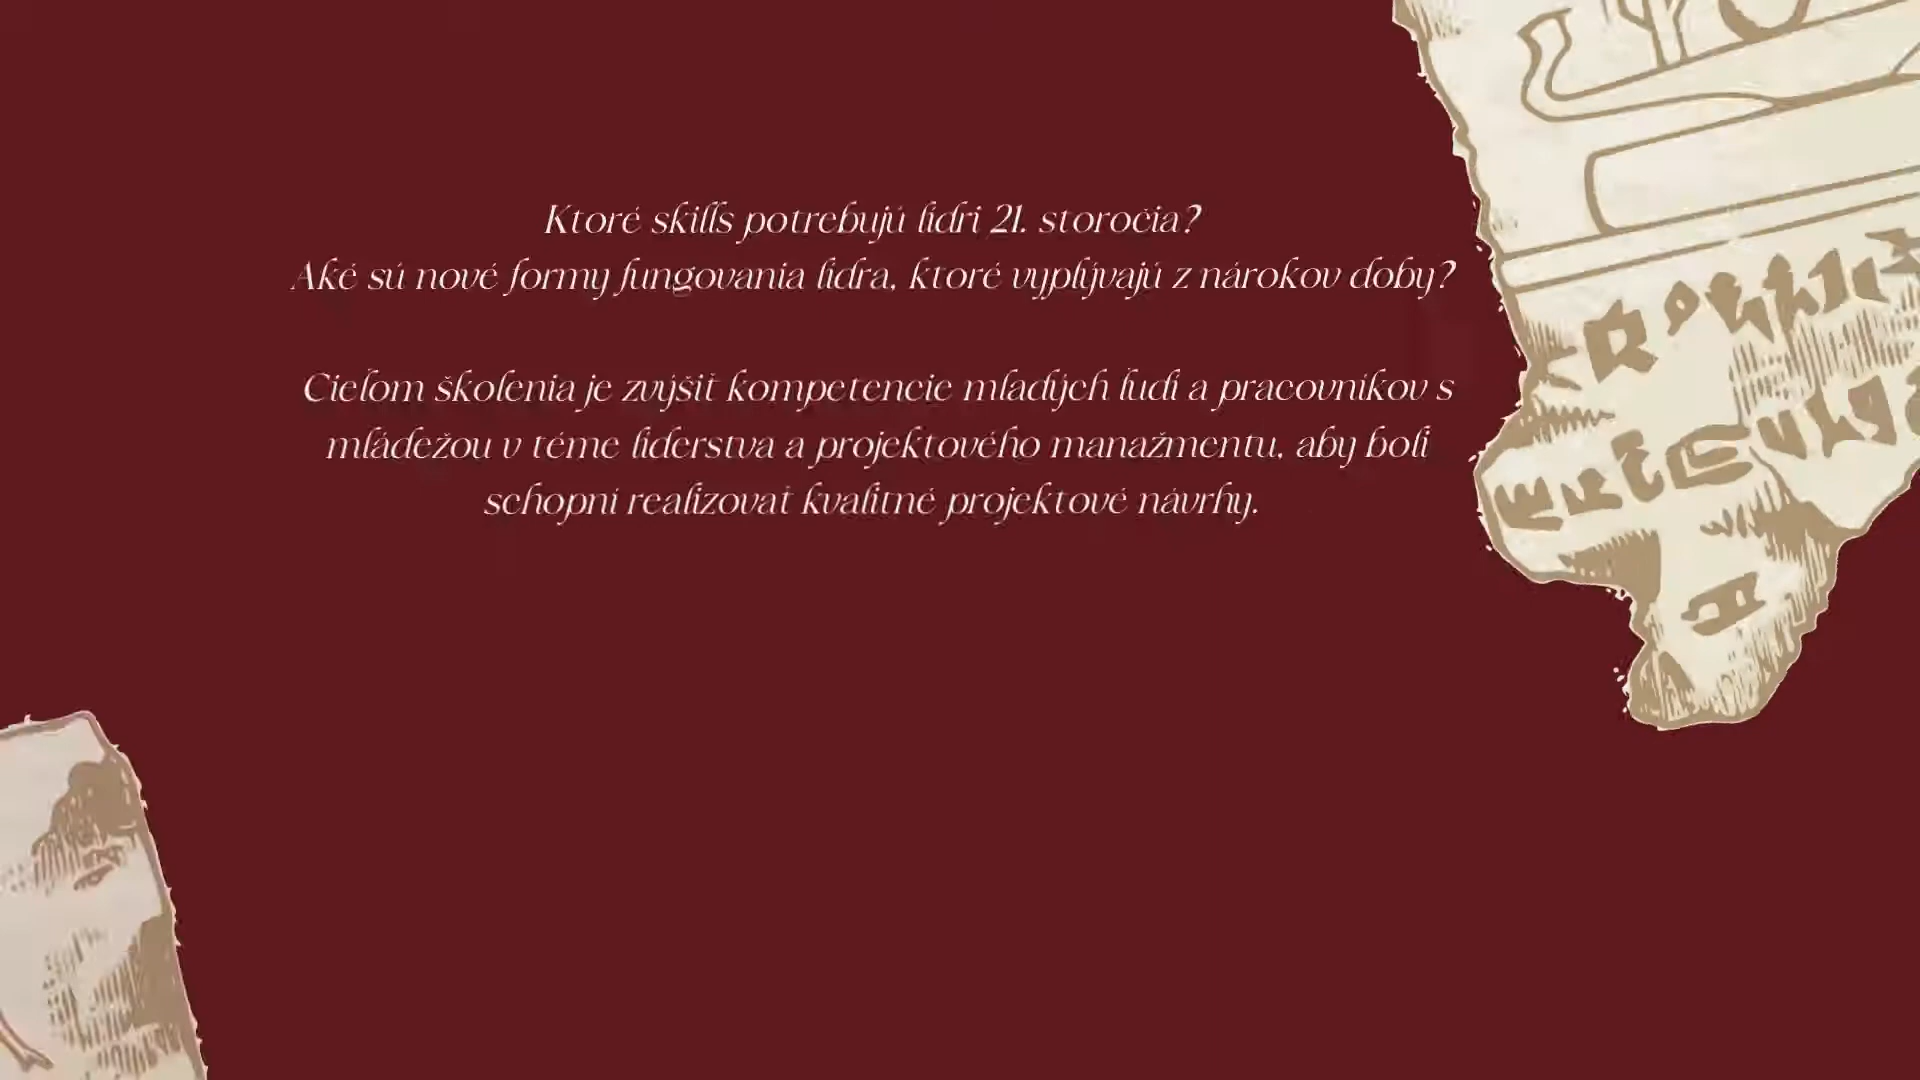 Ktoré skills potrebujú lídri 21. storočia?
Aké sú nové formy fungovania lídra, ktoré vyplývajú z nárokov doby?
Cieľom školenia je zvýšiť kompetencie mladých ľudí a pracovníkov s
mládežou v téme líderstva a projektového manažmentu, aby boli
schopní realizovať kvalitné projektové návrhy.